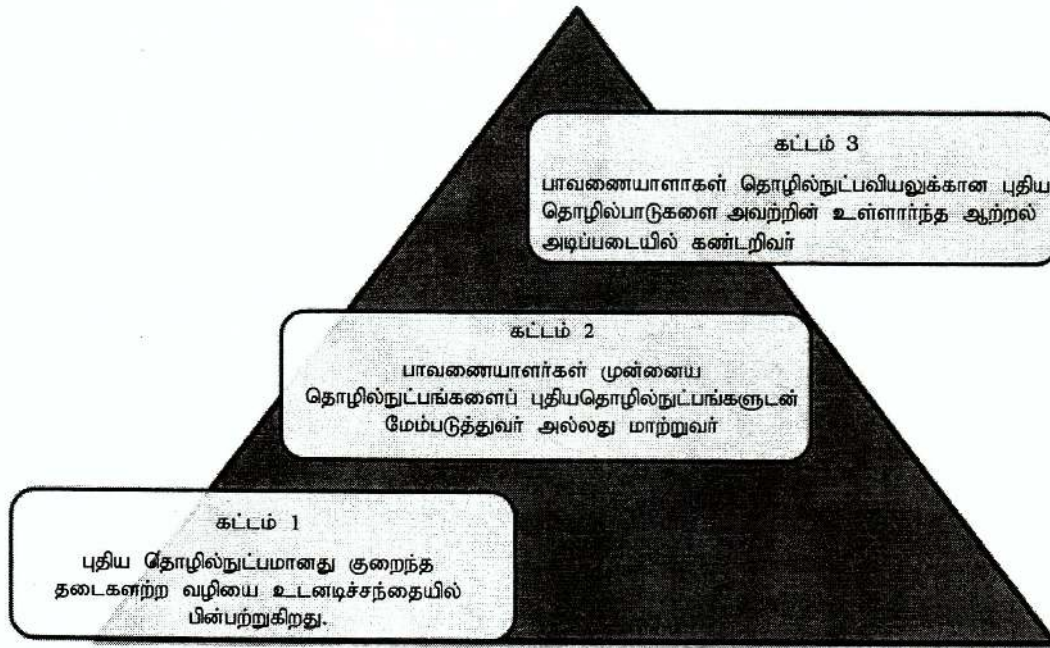 கட்டம் 3
பாவணையாளாகள் தொழில்நுட்பவியலுக்கான புதிய
தொழில்பாடுகளை அவற்றின் உள்ளார்ந்த ஆற்றல்
அடிப்படையில் கண்டறிவர்
கட்டம் 2
பாவணையாளர்கள் முன்னைய
தொழில்நுட்பங்களைப் புதியதொழில்நுட்பங்களுடன்
மேம்படுத்துவர் அல்லது மாற்றுவர்
கட்டம் 1
புதிய தொழில்நுட்பமானது குறைந்த
தடைகளற்ற வழியை உடனடிச்சந்தையில்
பின்பற்றுகிறது.